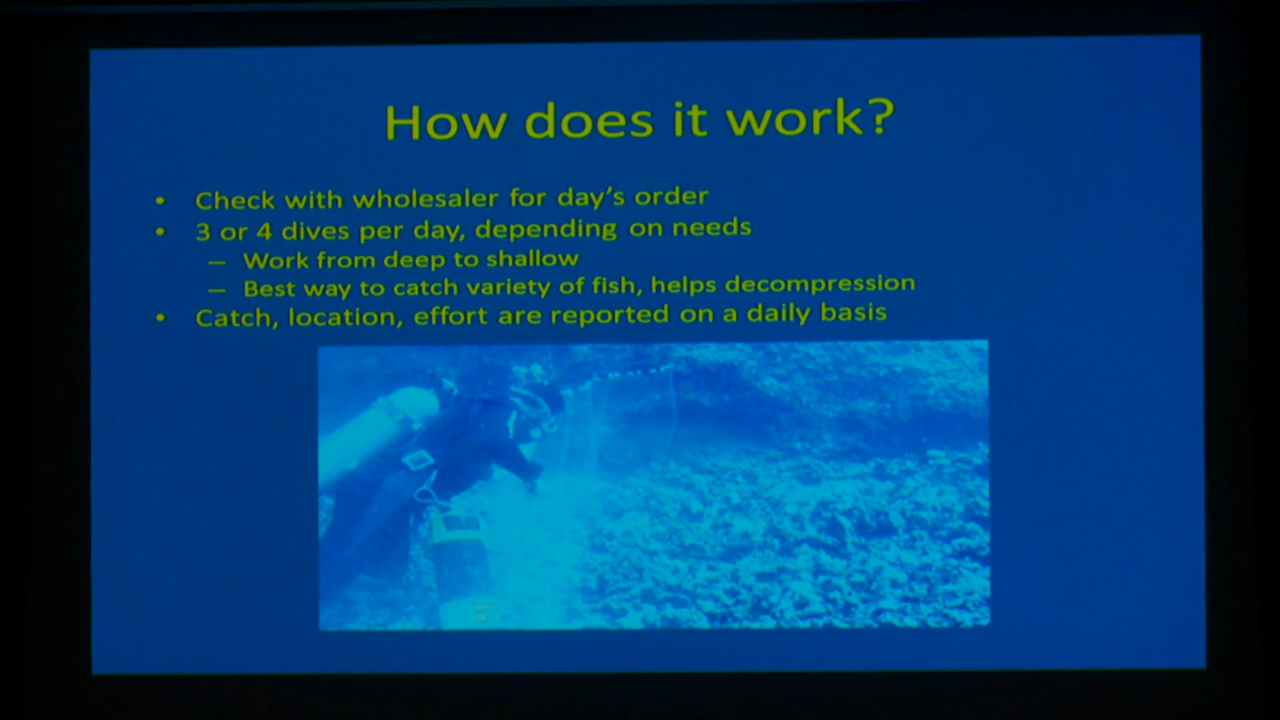 How does it work?
• Check with wholesaler for day's order
• 3 or 4 dives per day, depending on needs
– Work from deep to shallow
– Best way to catch variety of fish, helps decompression
• Catch, location, effort are reported on a daily basis